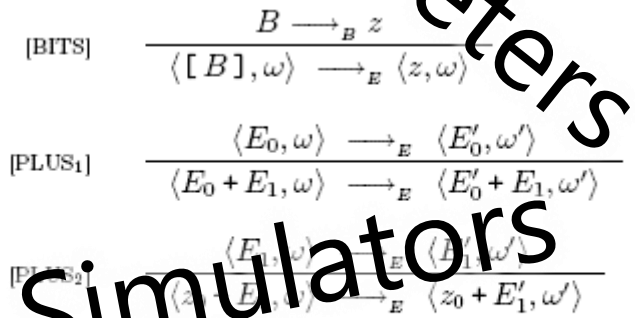 B ⟶_B z
[BITS]
⟨[ B ], ω⟩ ⟶_E ⟨z, ω⟩
⟨E₀, ω⟩ ⟶_E ⟨E₀′, ω′⟩
[PLUS₁]
⟨E₀ + E₁, ω⟩ ⟶_E ⟨E₀′ + E₁, ω′⟩
⟨E₁, ω⟩ ⟶_E ⟨E₁′, ω′⟩
[PLUS₂]
⟨z₀ + E₁, ω⟩ ⟶_E ⟨z₀ + E₁′, ω′⟩
Simulators